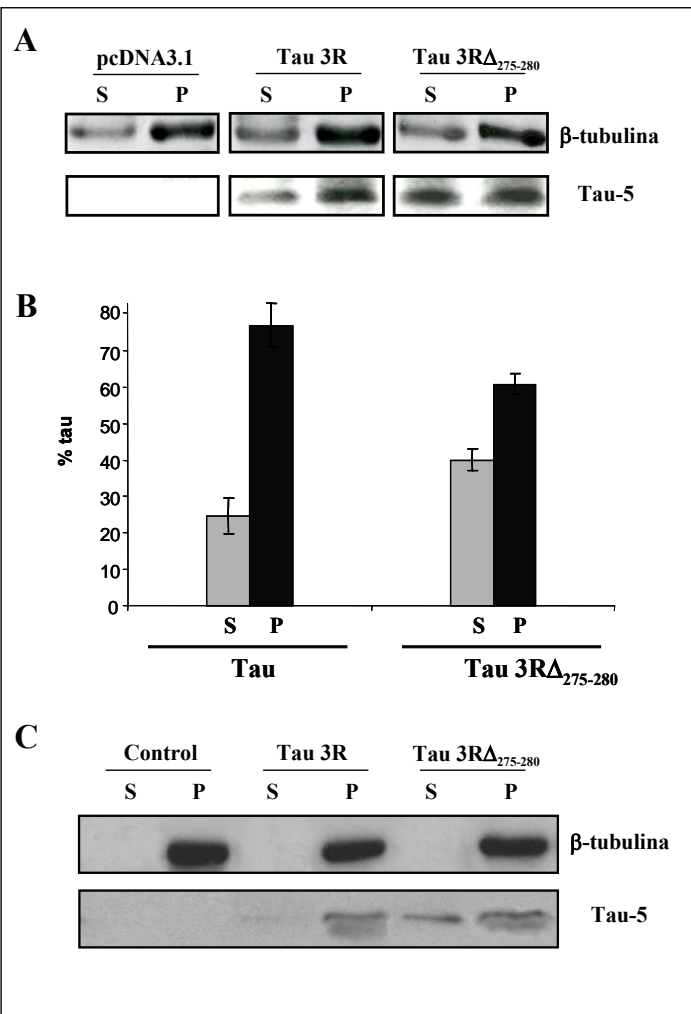 A
pcDNA3.1 Tau 3R Tau 3RΔ275-280
S P S P S P
β-tubulina
Tau-5
B
80
70
60
50
40
30
20
10
0
% tau
S P S P
Tau Tau 3RΔ275-280
C
Control Tau 3R Tau 3RΔ275-280
S P S P S P
β-tubulina
Tau-5